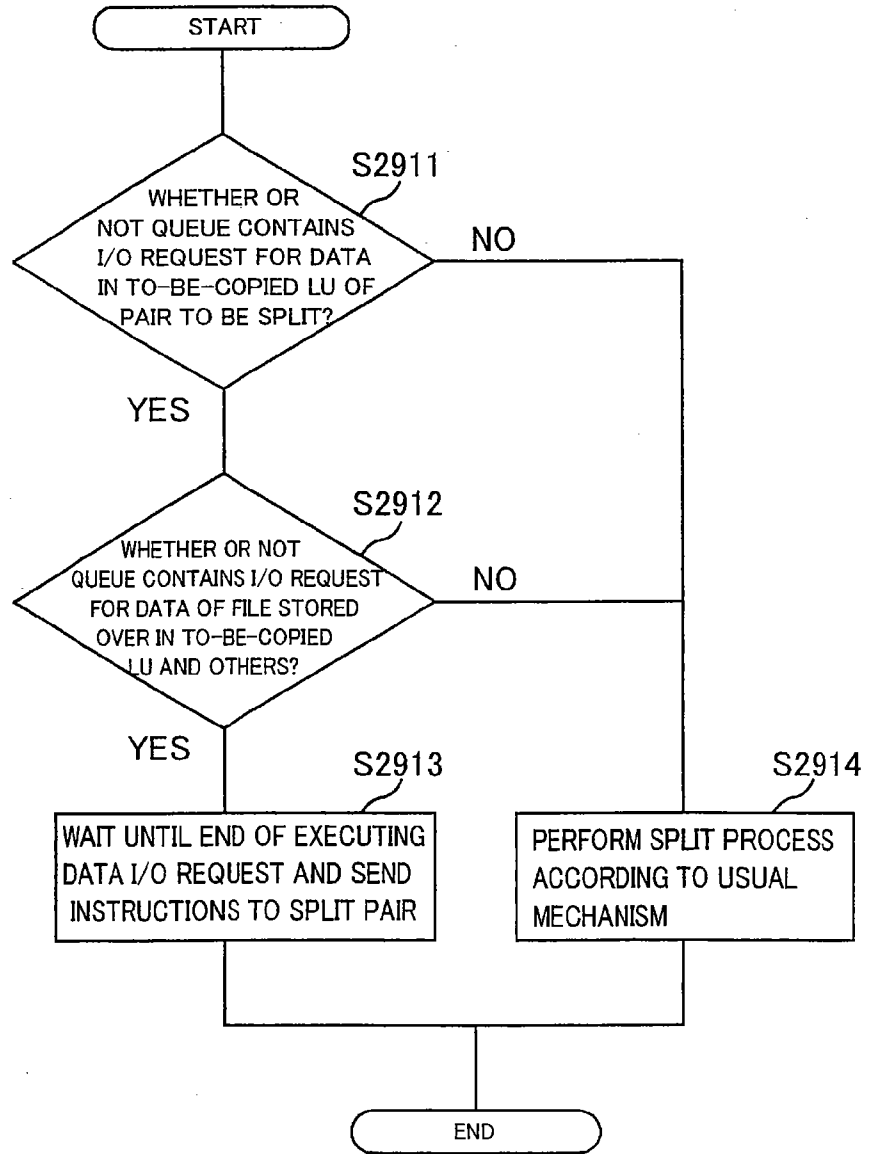 START
S2911
WHETHER OR
NOT QUEUE CONTAINS
I/O REQUEST FOR DATA
IN TO-BE-COPIED LU OF
PAIR TO BE SPLIT?
NO
YES
S2912
WHETHER OR NOT
QUEUE CONTAINS I/O REQUEST
FOR DATA OF FILE STORED
OVER IN TO-BE-COPIED
LU AND OTHERS?
NO
YES
S2913
WAIT UNTIL END OF EXECUTING
DATA I/O REQUEST AND SEND
INSTRUCTIONS TO SPLIT PAIR
S2914
PERFORM SPLIT PROCESS
ACCORDING TO USUAL
MECHANISM
END